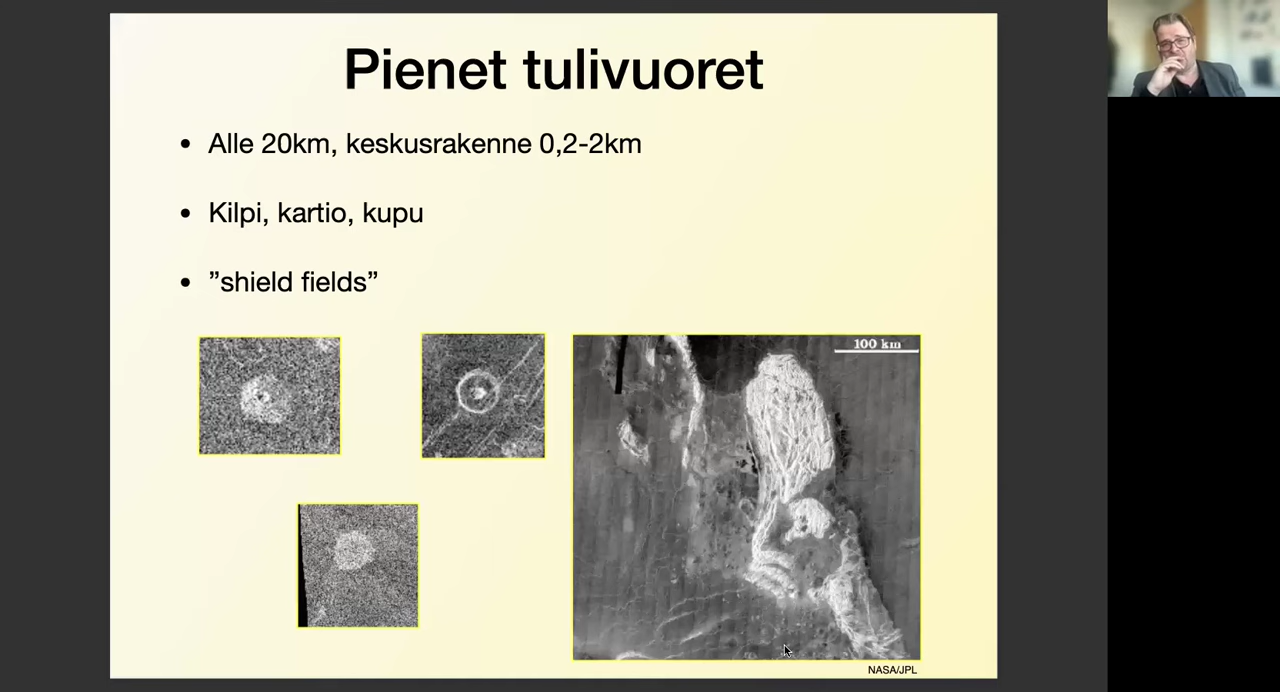 Pienet tulivuoret
• Alle 20km, keskusrakenne 0,2-2km
• Kilpi, kartio, kupu
• ”shield fields”
100 km
NASA/JPL